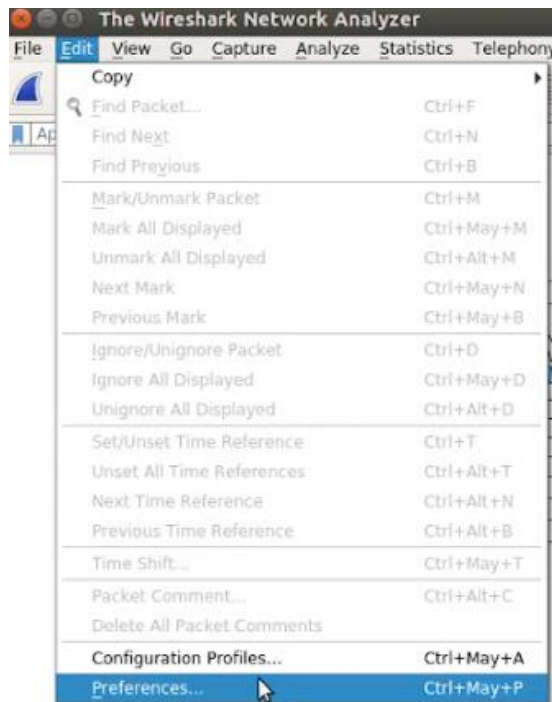 The Wireshark Network Analyzer
File Edit View Go Capture Analyze Statistics Telephony
Copy
Find Packet... Ctrl+F
Ap
Find Next Ctrl+N
Find Previous Ctrl+B
Mark/Unmark Packet Ctrl+M
Mark All Displayed Ctrl+May+M
Unmark All Displayed Ctrl+Alt+M
Next Mark Ctrl+May+N
Previous Mark Ctrl+May+B
Ignore/Unignore Packet Ctrl+D
Ignore All Displayed Ctrl+May+D
Unignore All Displayed Ctrl+Alt+D
Set/Unset Time Reference Ctrl+T
Unset All Time References Ctrl+Alt+T
Next Time Reference Ctrl+Alt+N
Previous Time Reference Ctrl+Alt+B
Time Shift... Ctrl+May+T
Packet Comment... Ctrl+Alt+C
Delete All Packet Comments
Configuration Profiles... Ctrl+May+A
Preferences... Ctrl+May+P